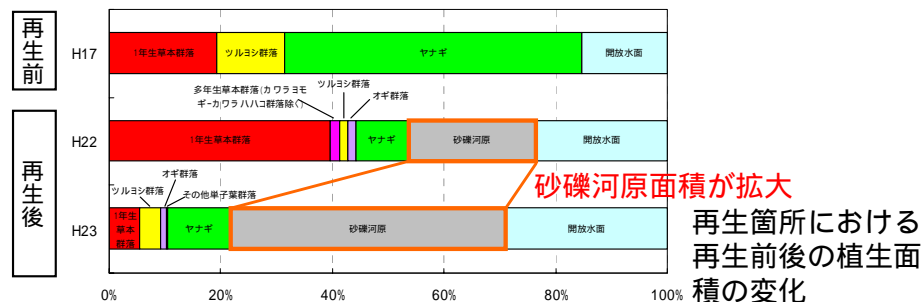 再生前
H17
1年生草本群落
ツルヨシ群落
ヤナギ
開放水面
多年生草本群落(カワラヨモ
ギ-カワラハハコ群落除く)
ツルヨシ群落
オギ群落
再生後
H22
1年生草本群落
ヤナギ
砂礫河原
開放水面
砂礫河原面積が拡大
ツルヨシ群落
オギ群落
その他単子葉群落
H23
1年生
草本
群落
ヤナギ
砂礫河原
開放水面
再生箇所における
再生前後の植生面
積の変化
0%
20%
40%
60%
80%
100%